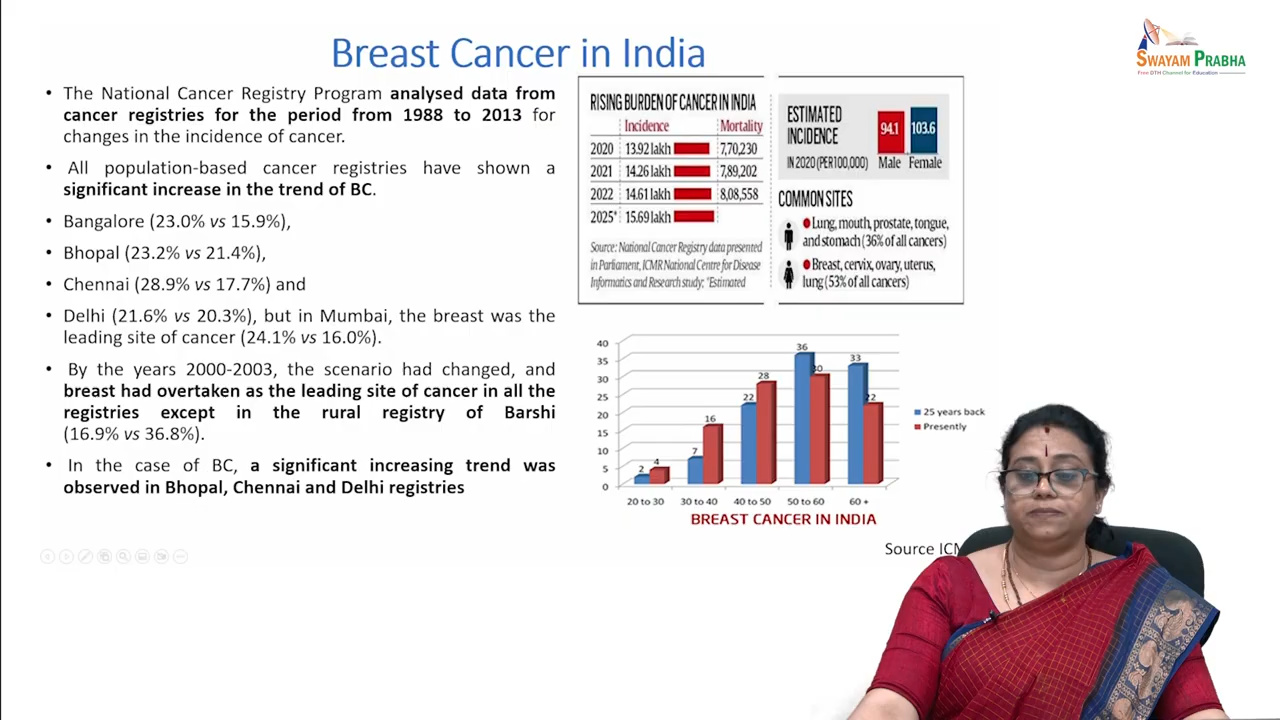 Breast Cancer in India
SWAYAM PRABHA
Free DTH Channel for Education
• The National Cancer Registry Program analysed data from
cancer registries for the period from 1988 to 2013 for
changes in the incidence of cancer.
• All population-based cancer registries have shown a
significant increase in the trend of BC.
• Bangalore (23.0% vs 15.9%),
• Bhopal (23.2% vs 21.4%),
• Chennai (28.9% vs 17.7%) and
• Delhi (21.6% vs 20.3%), but in Mumbai, the breast was the
leading site of cancer (24.1% vs 16.0%).
• By the years 2000-2003, the scenario had changed, and
breast had overtaken as the leading site of cancer in all the
registries except in the rural registry of Barshi
(16.9% vs 36.8%).
• In the case of BC, a significant increasing trend was
observed in Bhopal, Chennai and Delhi registries
RISING BURDEN OF CANCER IN INDIA
Incidence Mortality
2020 13.92 lakh 7,70,230
2021 14.26 lakh 7,89,202
2022 14.61 lakh 8,08,558
2025* 15.69 lakh
Source: National Cancer Registry data presented
in Parliament, ICMR National Centre for Disease
Informatics and Research study; *Estimated
ESTIMATED
INCIDENCE
IN 2020 (PER 100,000)
94.1 103.6
Male Female
COMMON SITES
Lung, mouth, prostate, tongue,
and stomach (36% of all cancers)
Breast, cervix, ovary, uterus,
lung (53% of all cancers)
40
35
30
25
20
15
10
5
0
2 4 7 16 22 28 36 30 33 22
20 to 30 30 to 40 40 to 50 50 to 60 60 +
25 years back
Presently
BREAST CANCER IN INDIA
Source